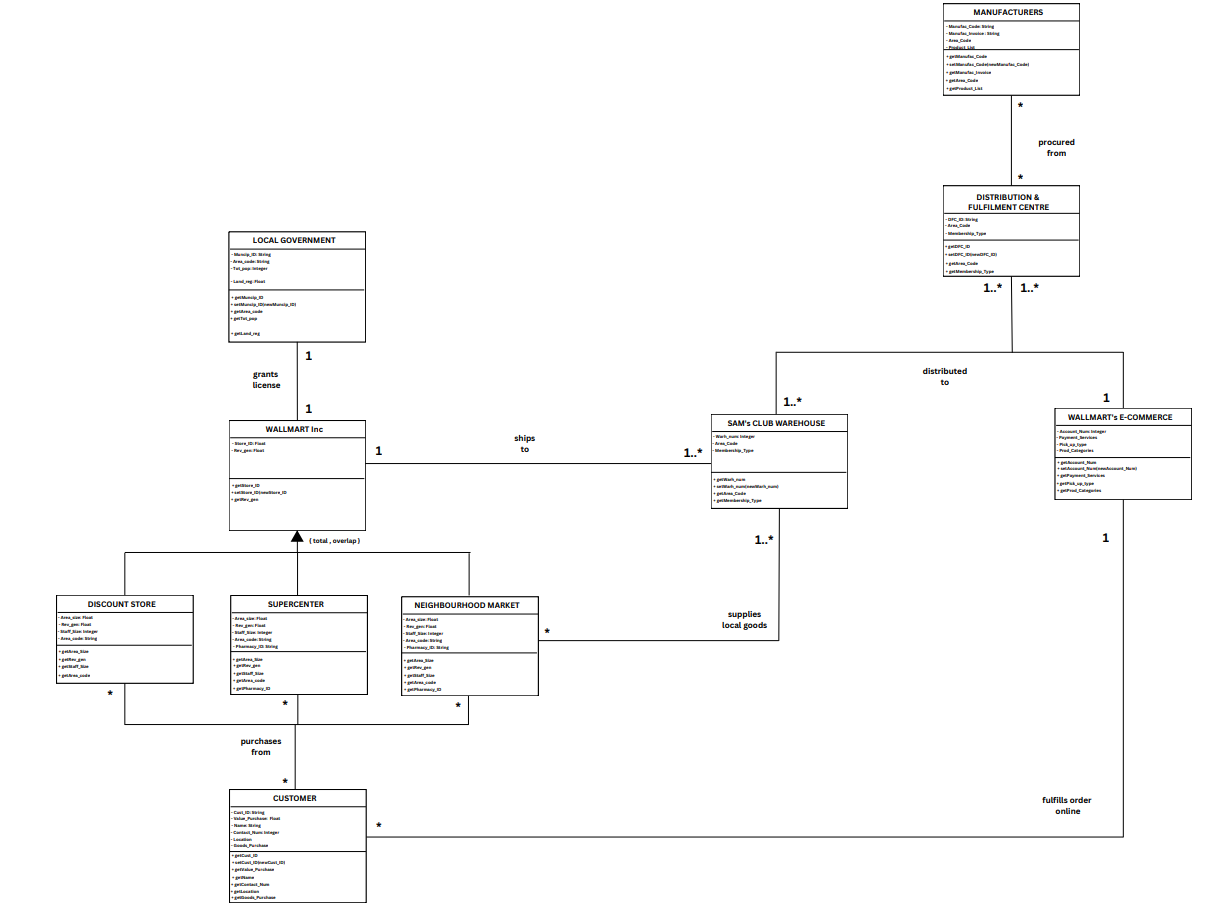 MANUFACTURERS
- Manufac_Code: String
- Manufac_Invoice : String
- Area_Code
- Product_List
+ getManufac_Code
+ setManufac_Code(newManufac_Code)
+ getManufac_Invoice
+ getArea_Code
+ getProduct_List
*
procured
from
*
DISTRIBUTION &
FULFILMENT CENTRE
- DFC_ID: String
- Area_Code
- Membership_Type
+ getDFC_ID
+ setDFC_ID(newDFC_ID)
+ getArea_Code
+ getMembership_Type
1..* 1..*
distributed
to
1..*
1
LOCAL GOVERNMENT
- Muncip_ID: String
- Area_code: String
- Tot_pop: Integer
- Land_reg: Float
+ getMuncip_ID
+ setMuncip_ID(newMuncip_ID)
+ getArea_code
+ getTot_pop
+ getLand_reg
1
grants
license
1
WALLMART Inc
- Store_ID: Float
- Rev_gen: Float
+ getStore_ID
+ setStore_ID(newStore_ID
+ getRev_gen
1
ships
to
1..*
SAM's CLUB WAREHOUSE
- Warh_num: Integer
- Area_Code
- Membership_Type
+ getWarh_num
+ setWarh_num(newWarh_num)
+ getArea_Code
+ getMembership_Type
WALLMART's E-COMMERCE
- Account_Num: Integer
- Payment_Services
- Pick_up_type
- Prod_Categories
+ getAccount_Num
+ setAccount_Num(newAccount_Num)
+ getPayment_Services
+ getPick_up_type
+ getProd_Categories
1..*
1
{ total , overlap }
DISCOUNT STORE
- Area_size: Float
- Rev_gen: Float
- Staff_Size: Integer
- Area_code: String
+ getArea_Size
+ getRev_gen
+ getStaff_Size
+ getArea_code
SUPERCENTER
- Area_size: Float
- Rev_gen: Float
- Staff_Size: Integer
- Area_code: String
- Pharmacy_ID: String
+ getArea_Size
+ getRev_gen
+ getStaff_Size
+ getArea_code
+ getPharmacy_ID
NEIGHBOURHOOD MARKET
- Area_size: Float
- Rev_gen: Float
- Staff_Size: Integer
- Area_code: String
- Pharmacy_ID: String
+ getArea_Size
+ getRev_gen
+ getStaff_Size
+ getArea_code
+ getPharmacy_ID
*
supplies
local goods
*
*
*
purchases
from
*
CUSTOMER
- Cust_ID: String
- Value_Purchase: Float
- Name: String
- Contact_Num: Integer
- Location
- Goods_Purchase
+ getCust_ID
+ setCust_ID(newCust_ID)
+ getValue_Purchase
+ getName
+ getContact_Num
+ getLocation
+ getGoods_Purchase
*
fulfills order
online